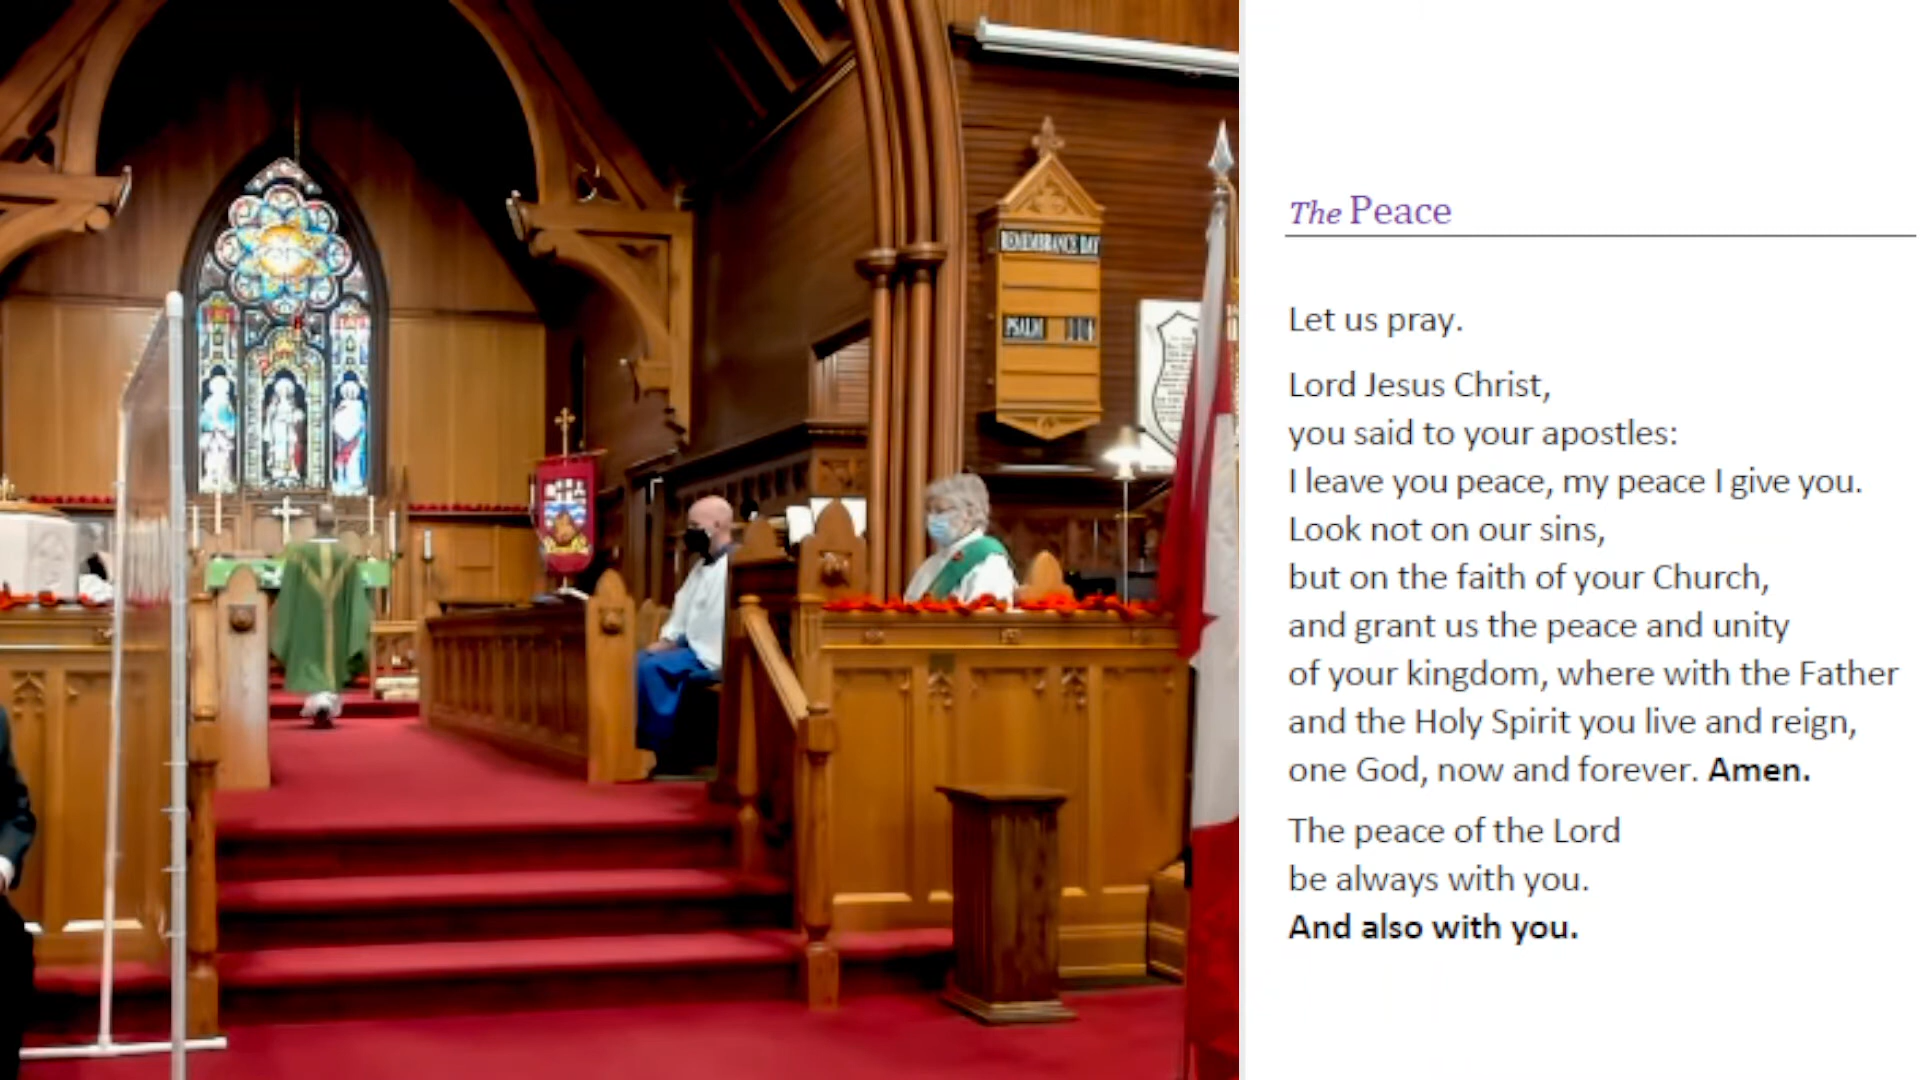 REMEMBRANCE DAY
PSALM 116
The Peace
Let us pray.
Lord Jesus Christ,
you said to your apostles:
I leave you peace, my peace I give you.
Look not on our sins,
but on the faith of your Church,
and grant us the peace and unity
of your kingdom, where with the Father
and the Holy Spirit you live and reign,
one God, now and forever. Amen.
The peace of the Lord
be always with you.
And also with you.